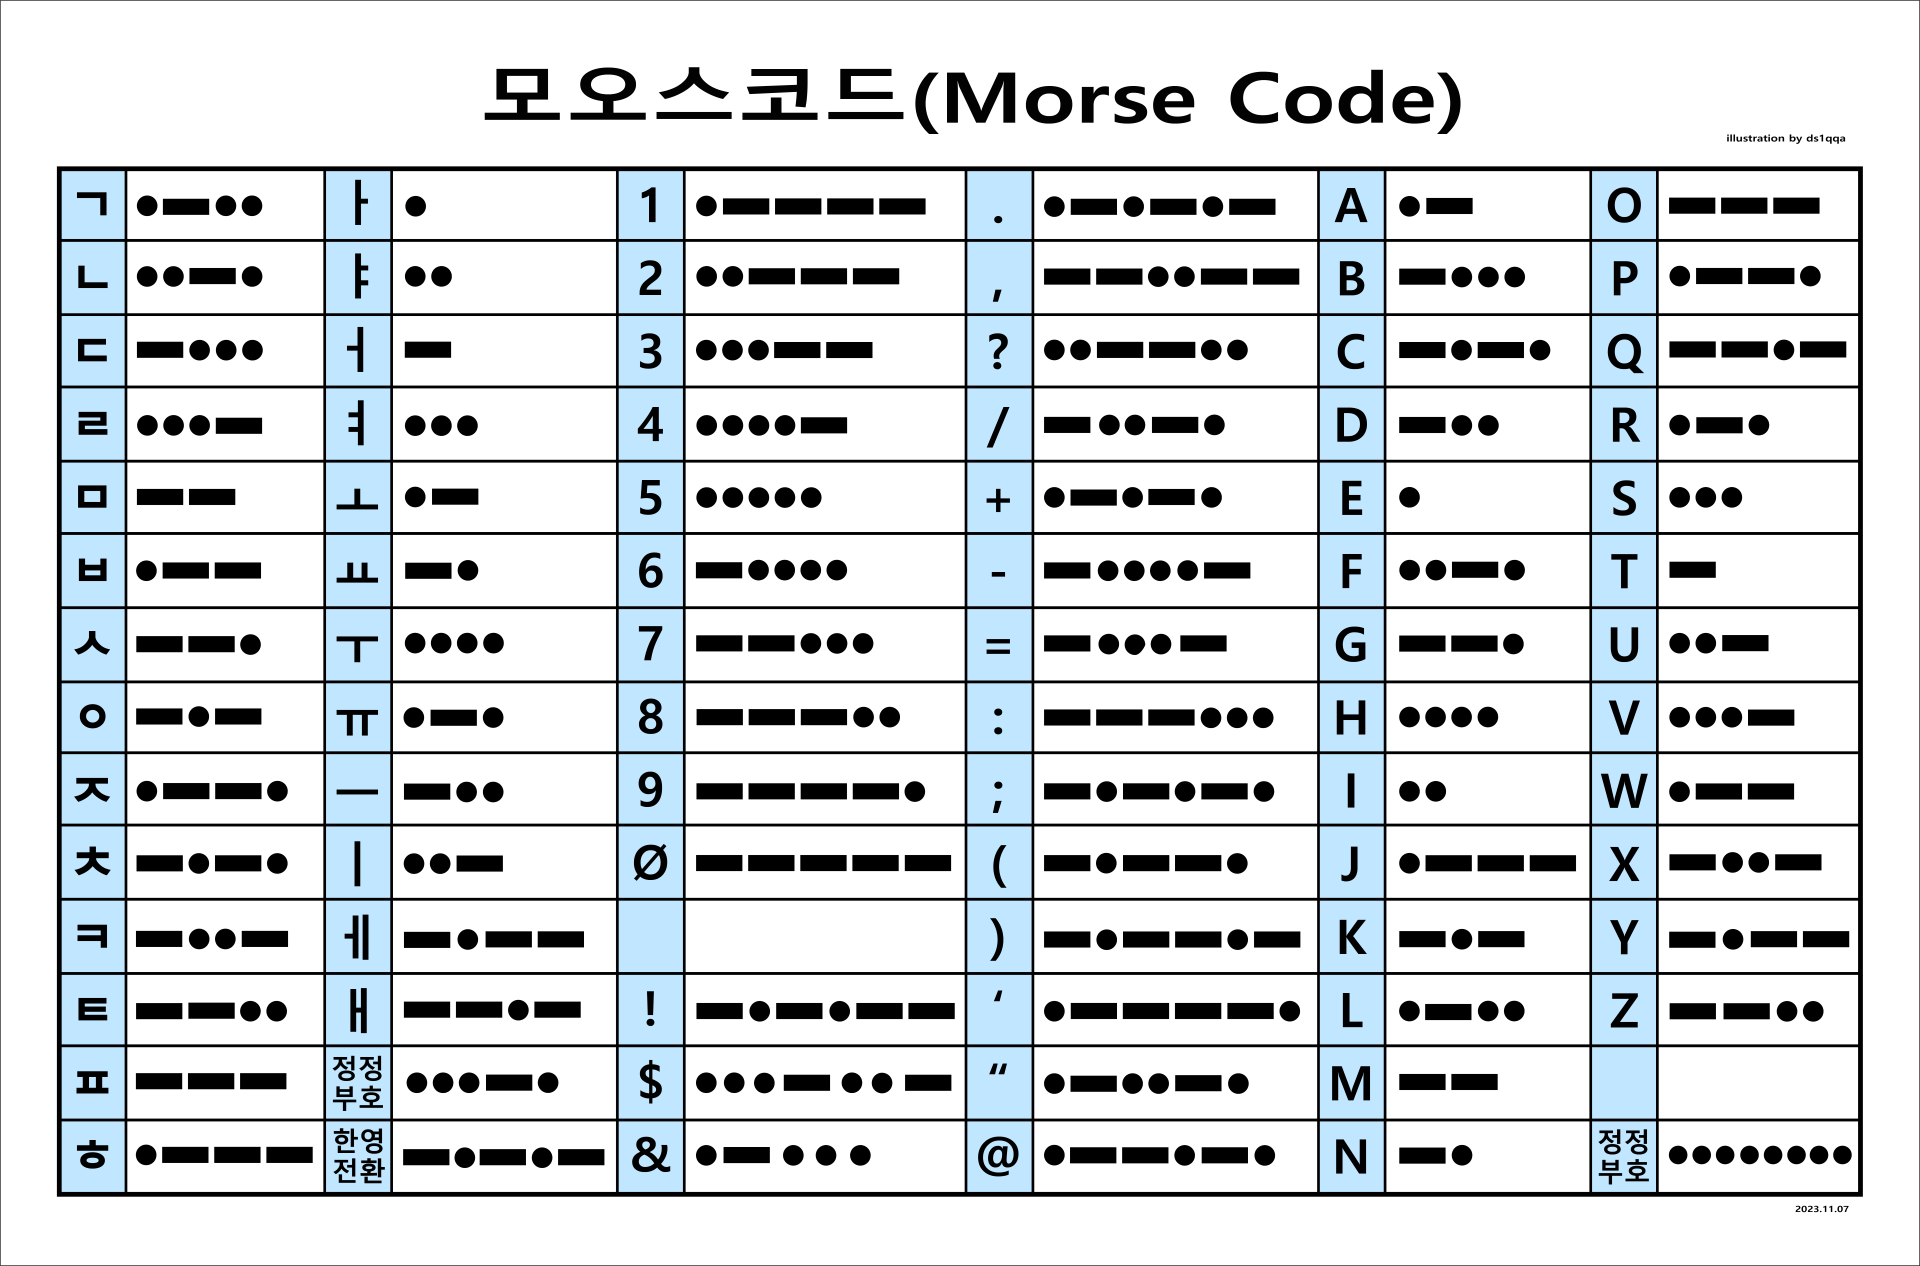 모오스코드(Morse Code)
illustration by ds1qqa
ㄱ ●▬●● ㅏ ● 1 ●▬▬▬▬ . ●▬●▬●▬ A ●▬ O ▬▬▬
ㄴ ●●▬● ㅑ ●● 2 ●●▬▬▬ , ▬▬●●▬▬ B ▬●●● P ●▬▬●
ㄷ ▬●●● ㅓ ▬ 3 ●●●▬▬ ? ●●▬▬●● C ▬●▬● Q ▬▬●▬
ㄹ ●●●▬ ㅕ ●●● 4 ●●●●▬ / ▬●●▬● D ▬●● R ●▬●
ㅁ ▬▬ ㅗ ●▬ 5 ●●●●● + ●▬●▬● E ● S ●●●
ㅂ ●▬▬ ㅛ ▬● 6 ▬●●●● - ▬●●●●▬ F ●●▬● T ▬
ㅅ ▬▬● ㅜ ●●●● 7 ▬▬●●● = ▬●●●▬ G ▬▬● U ●●▬
ㅇ ▬●▬ ㅠ ●▬● 8 ▬▬▬●● : ▬▬▬●●● H ●●●● V ●●●▬
ㅈ ●▬▬● ㅡ ▬●● 9 ▬▬▬▬● ; ▬●▬●▬● I ●● W ●▬▬
ㅊ ▬●▬● ㅣ ●●▬ Ø ▬▬▬▬▬ ( ▬●▬▬● J ●▬▬▬ X ▬●●▬
ㅋ ▬●●▬ ㅔ ▬●▬▬ ) ▬●▬▬●▬ K ▬●▬ Y ▬●▬▬
ㅌ ▬▬●● ㅐ ▬▬●▬ ! ▬●▬●▬▬ ‘ ●▬▬▬▬● L ●▬●● Z ▬▬●●
ㅍ ▬▬▬ 정정부호 ●●●▬● $ ●●●▬●●▬ “ ●▬●●▬● M ▬▬
ㅎ ●▬▬▬ 한영전환 ▬●▬●▬ & ●▬●●● @ ●▬▬●▬● N ▬● 정정부호 ●●●●●●●●
2023.11.07